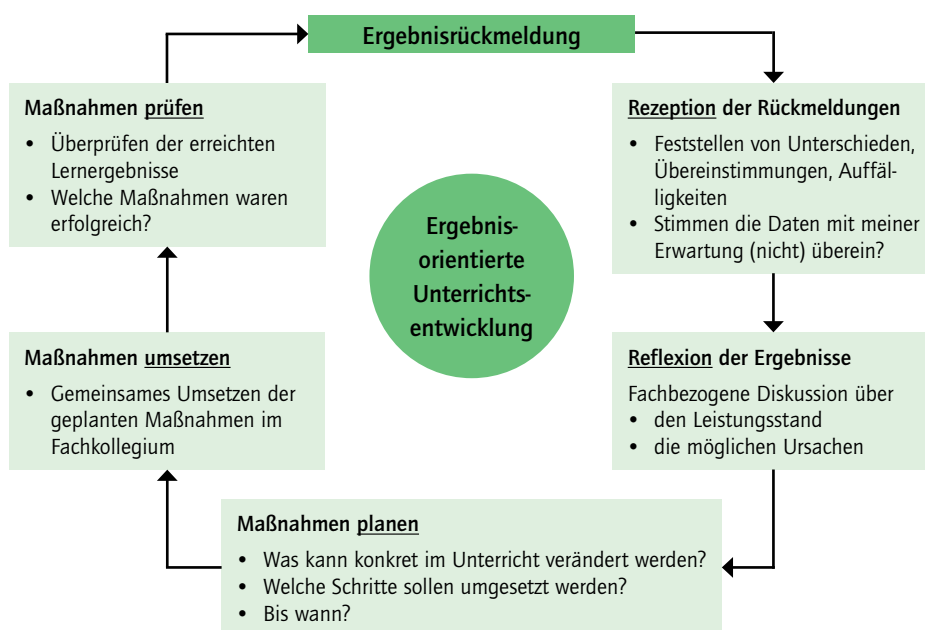 Ergebnisrückmeldung
Rezeption der Rückmeldungen
• Feststellen von Unterschieden,
Übereinstimmungen, Auffäl-
ligkeiten
• Stimmen die Daten mit meiner
Erwartung (nicht) überein?
Reflexion der Ergebnisse
Fachbezogene Diskussion über
• den Leistungsstand
• die möglichen Ursachen
Maßnahmen planen
• Was kann konkret im Unterricht verändert werden?
• Welche Schritte sollen umgesetzt werden?
• Bis wann?
Maßnahmen umsetzen
• Gemeinsames Umsetzen der
geplanten Maßnahmen im
Fachkollegium
Maßnahmen prüfen
• Überprüfen der erreichten
Lernergebnisse
• Welche Maßnahmen waren
erfolgreich?
Ergebnis-
orientierte
Unterrichts-
entwicklung